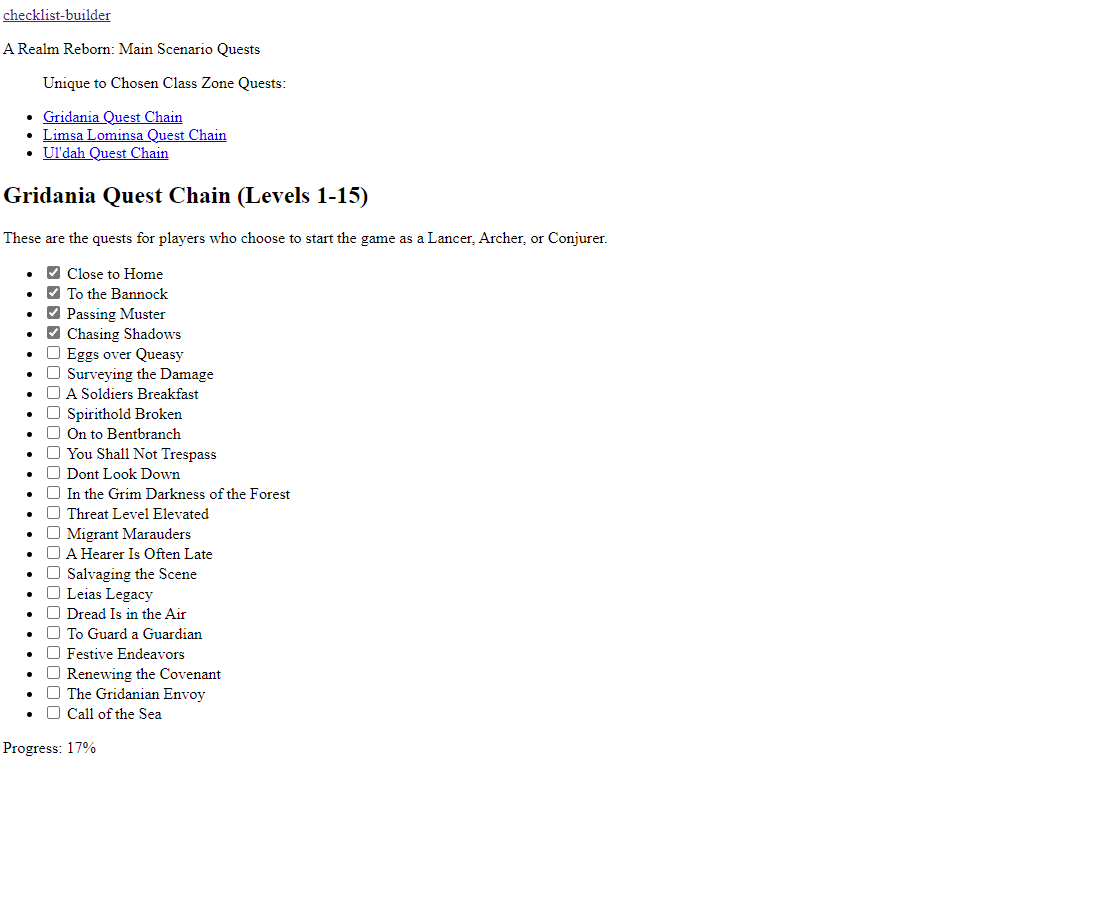 checklist-builder
A Realm Reborn: Main Scenario Quests
Unique to Chosen Class Zone Quests:
Gridania Quest Chain
Limsa Lominsa Quest Chain
Ul'dah Quest Chain
Gridania Quest Chain (Levels 1-15)
These are the quests for players who choose to start the game as a Lancer, Archer, or Conjurer.
Close to Home
To the Bannock
Passing Muster
Chasing Shadows
Eggs over Queasy
Surveying the Damage
A Soldiers Breakfast
Spirithold Broken
On to Bentbranch
You Shall Not Trespass
Dont Look Down
In the Grim Darkness of the Forest
Threat Level Elevated
Migrant Marauders
A Hearer Is Often Late
Salvaging the Scene
Leias Legacy
Dread Is in the Air
To Guard a Guardian
Festive Endeavors
Renewing the Covenant
The Gridanian Envoy
Call of the Sea
Progress: 17%